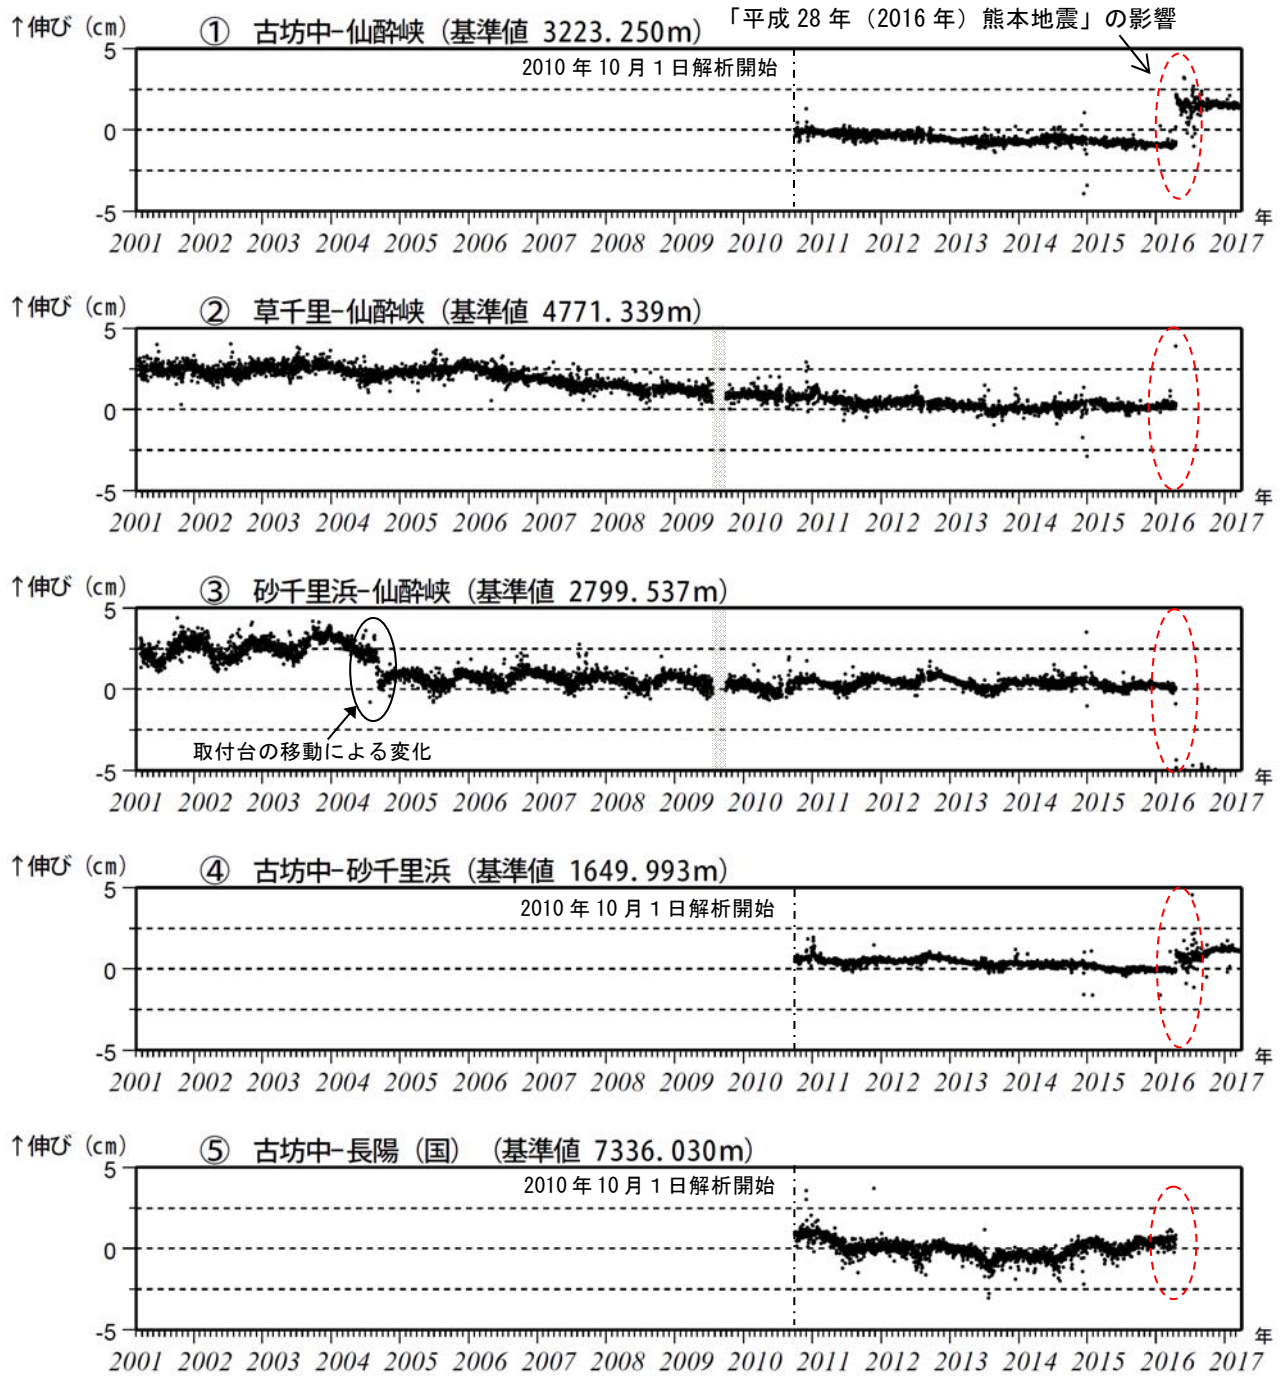 「平成 28 年（2016 年）熊本地震」の影響
↑伸び（cm） ① 古坊中−仙酔峡（基準値 3223.250m）
5
2010 年 10 月 1 日解析開始
0
-5
年
2001 2002 2003 2004 2005 2006 2007 2008 2009 2010 2011 2012 2013 2014 2015 2016 2017
↑伸び（cm） ② 草千里−仙酔峡（基準値 4771.339m）
5
0
-5
年
2001 2002 2003 2004 2005 2006 2007 2008 2009 2010 2011 2012 2013 2014 2015 2016 2017
↑伸び（cm） ③ 砂千里浜−仙酔峡（基準値 2799.537m）
5
0
取付台の移動による変化
-5
年
2001 2002 2003 2004 2005 2006 2007 2008 2009 2010 2011 2012 2013 2014 2015 2016 2017
↑伸び（cm） ④ 古坊中−砂千里浜（基準値 1649.993m）
5
2010 年 10 月 1 日解析開始
0
-5
年
2001 2002 2003 2004 2005 2006 2007 2008 2009 2010 2011 2012 2013 2014 2015 2016 2017
↑伸び（cm） ⑤ 古坊中−長陽（国）（基準値 7336.030m）
5
2010 年 10 月 1 日解析開始
0
-5
年
2001 2002 2003 2004 2005 2006 2007 2008 2009 2010 2011 2012 2013 2014 2015 2016 2017